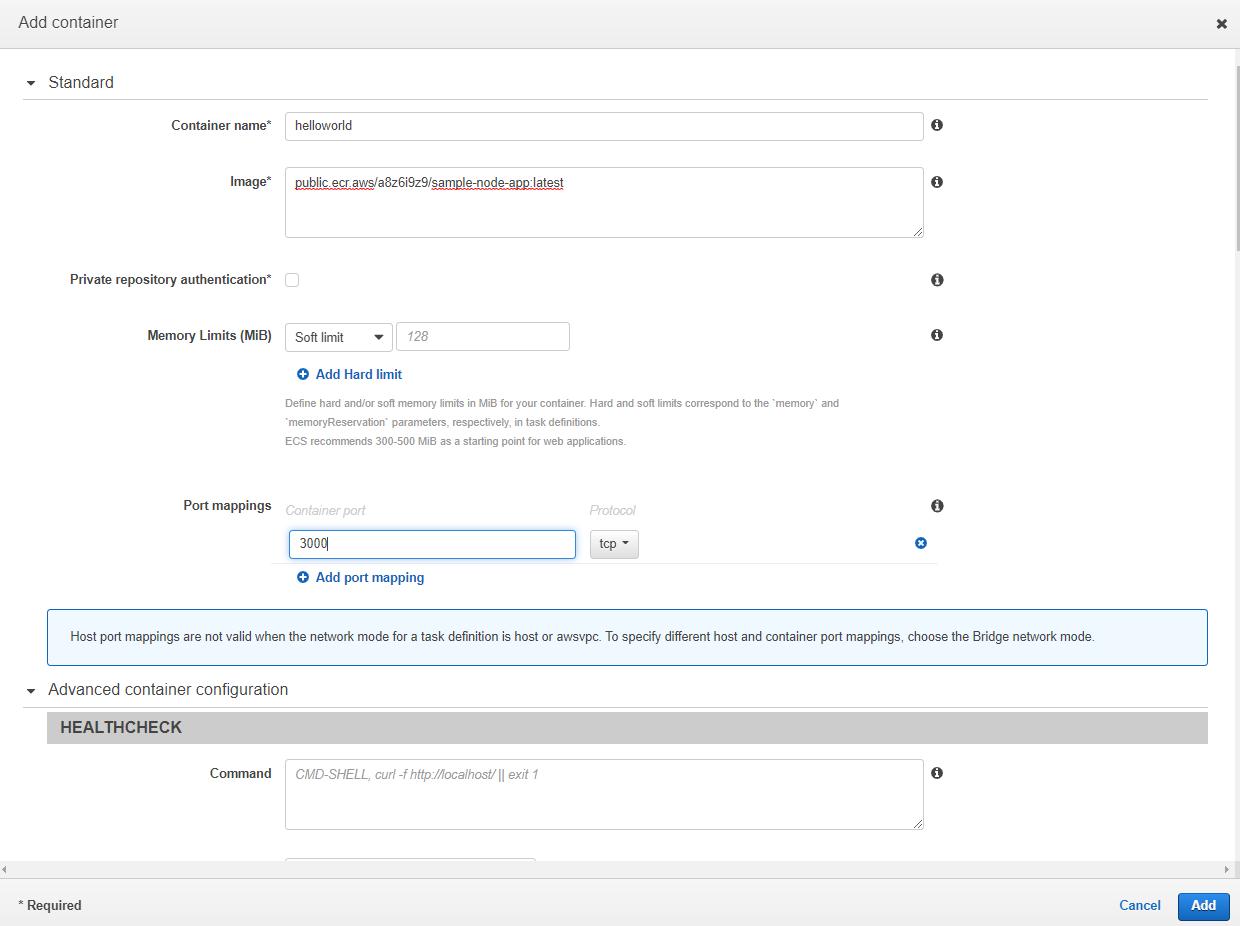 Add container
Standard
Container name*
helloworld
Image*
public.ecr.aws/a8z6i9z9/sample-node-app:latest
Private repository authentication*
Memory Limits (MiB)
Soft limit
128
Add Hard limit
Define hard and/or soft memory limits in MiB for your container. Hard and soft limits correspond to the `memory` and
`memoryReservation` parameters, respectively, in task definitions.
ECS recommends 300-500 MiB as a starting point for web applications.
Port mappings
Container port
Protocol
3000
tcp
Add port mapping
Host port mappings are not valid when the network mode for a task definition is host or awsvpc. To specify different host and container port mappings, choose the Bridge network mode.
Advanced container configuration
HEALTHCHECK
Command
CMD-SHELL, curl -f http://localhost/ || exit 1
* Required
Cancel
Add